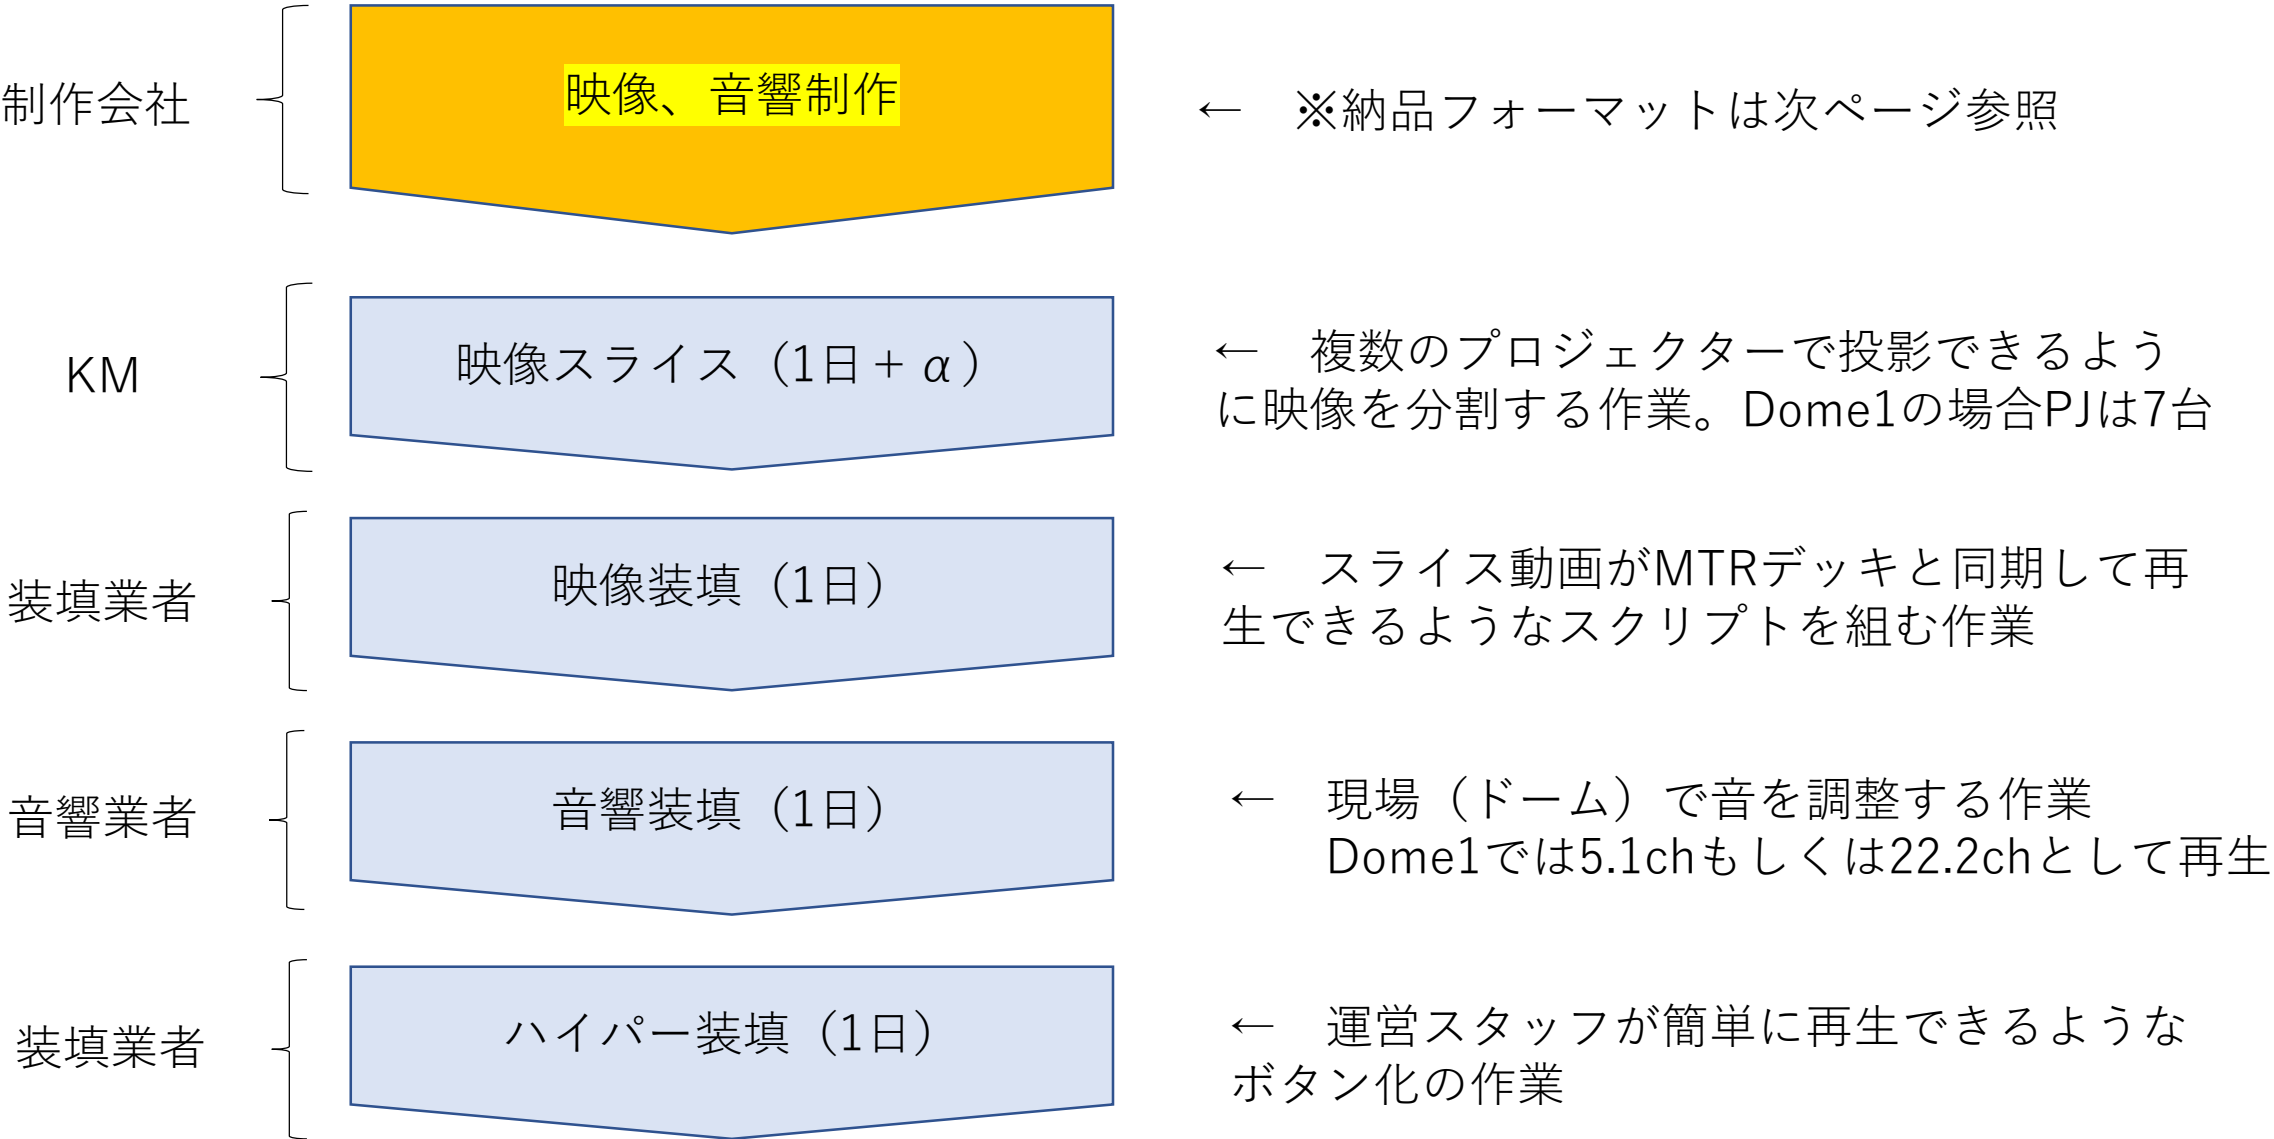 制作会社
映像、音響制作
← ※納品フォーマットは次ページ参照
KM
映像スライス（1日+α）
← 複数のプロジェクターで投影できるよう
に映像を分割する作業。Dome1の場合PJは7台
装填業者
映像装填（1日）
← スライス動画がMTRデッキと同期して再
生できるようなスクリプトを組む作業
音響業者
音響装填（1日）
← 現場（ドーム）で音を調整する作業
Dome1では5.1chもしくは22.2chとして再生
装填業者
ハイパー装填（1日）
← 運営スタッフが簡単に再生できるような
ボタン化の作業